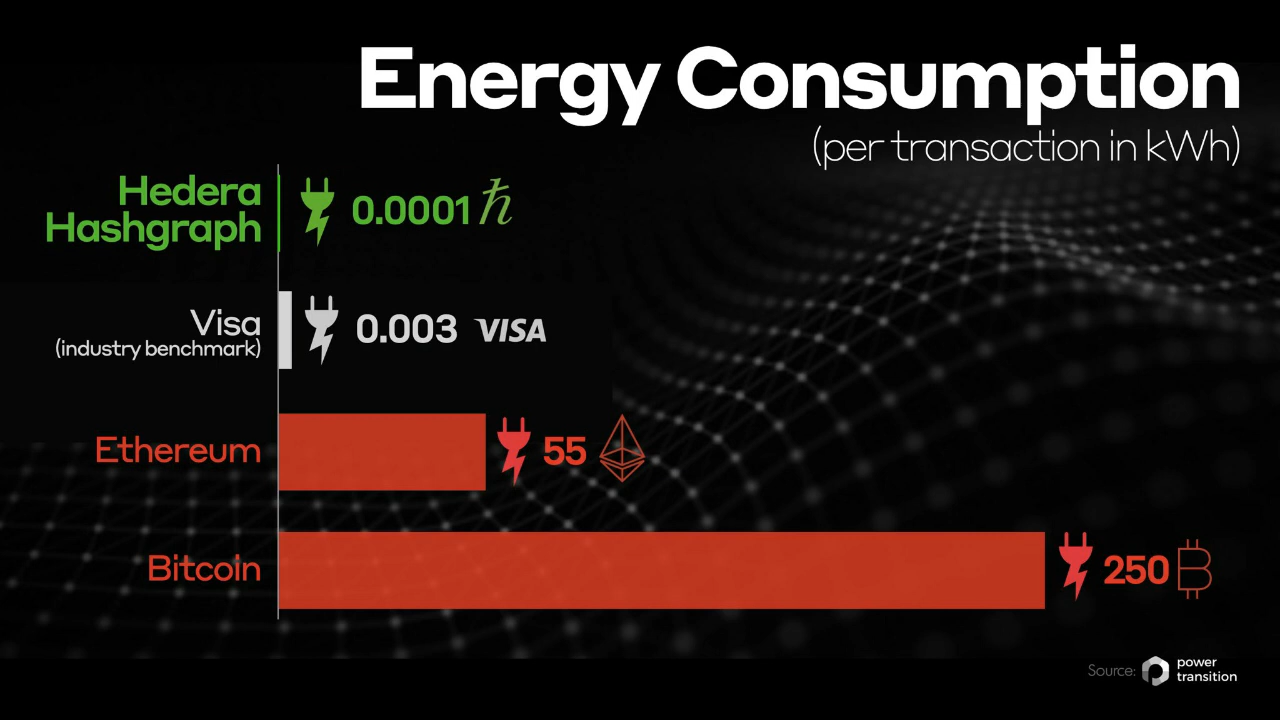 Energy Consumption
(per transaction in kWh)
Hedera
Hashgraph
0.0001 ℏ
Visa
(industry benchmark)
0.003 VISA
Ethereum
55
Bitcoin
250
Source: power
transition